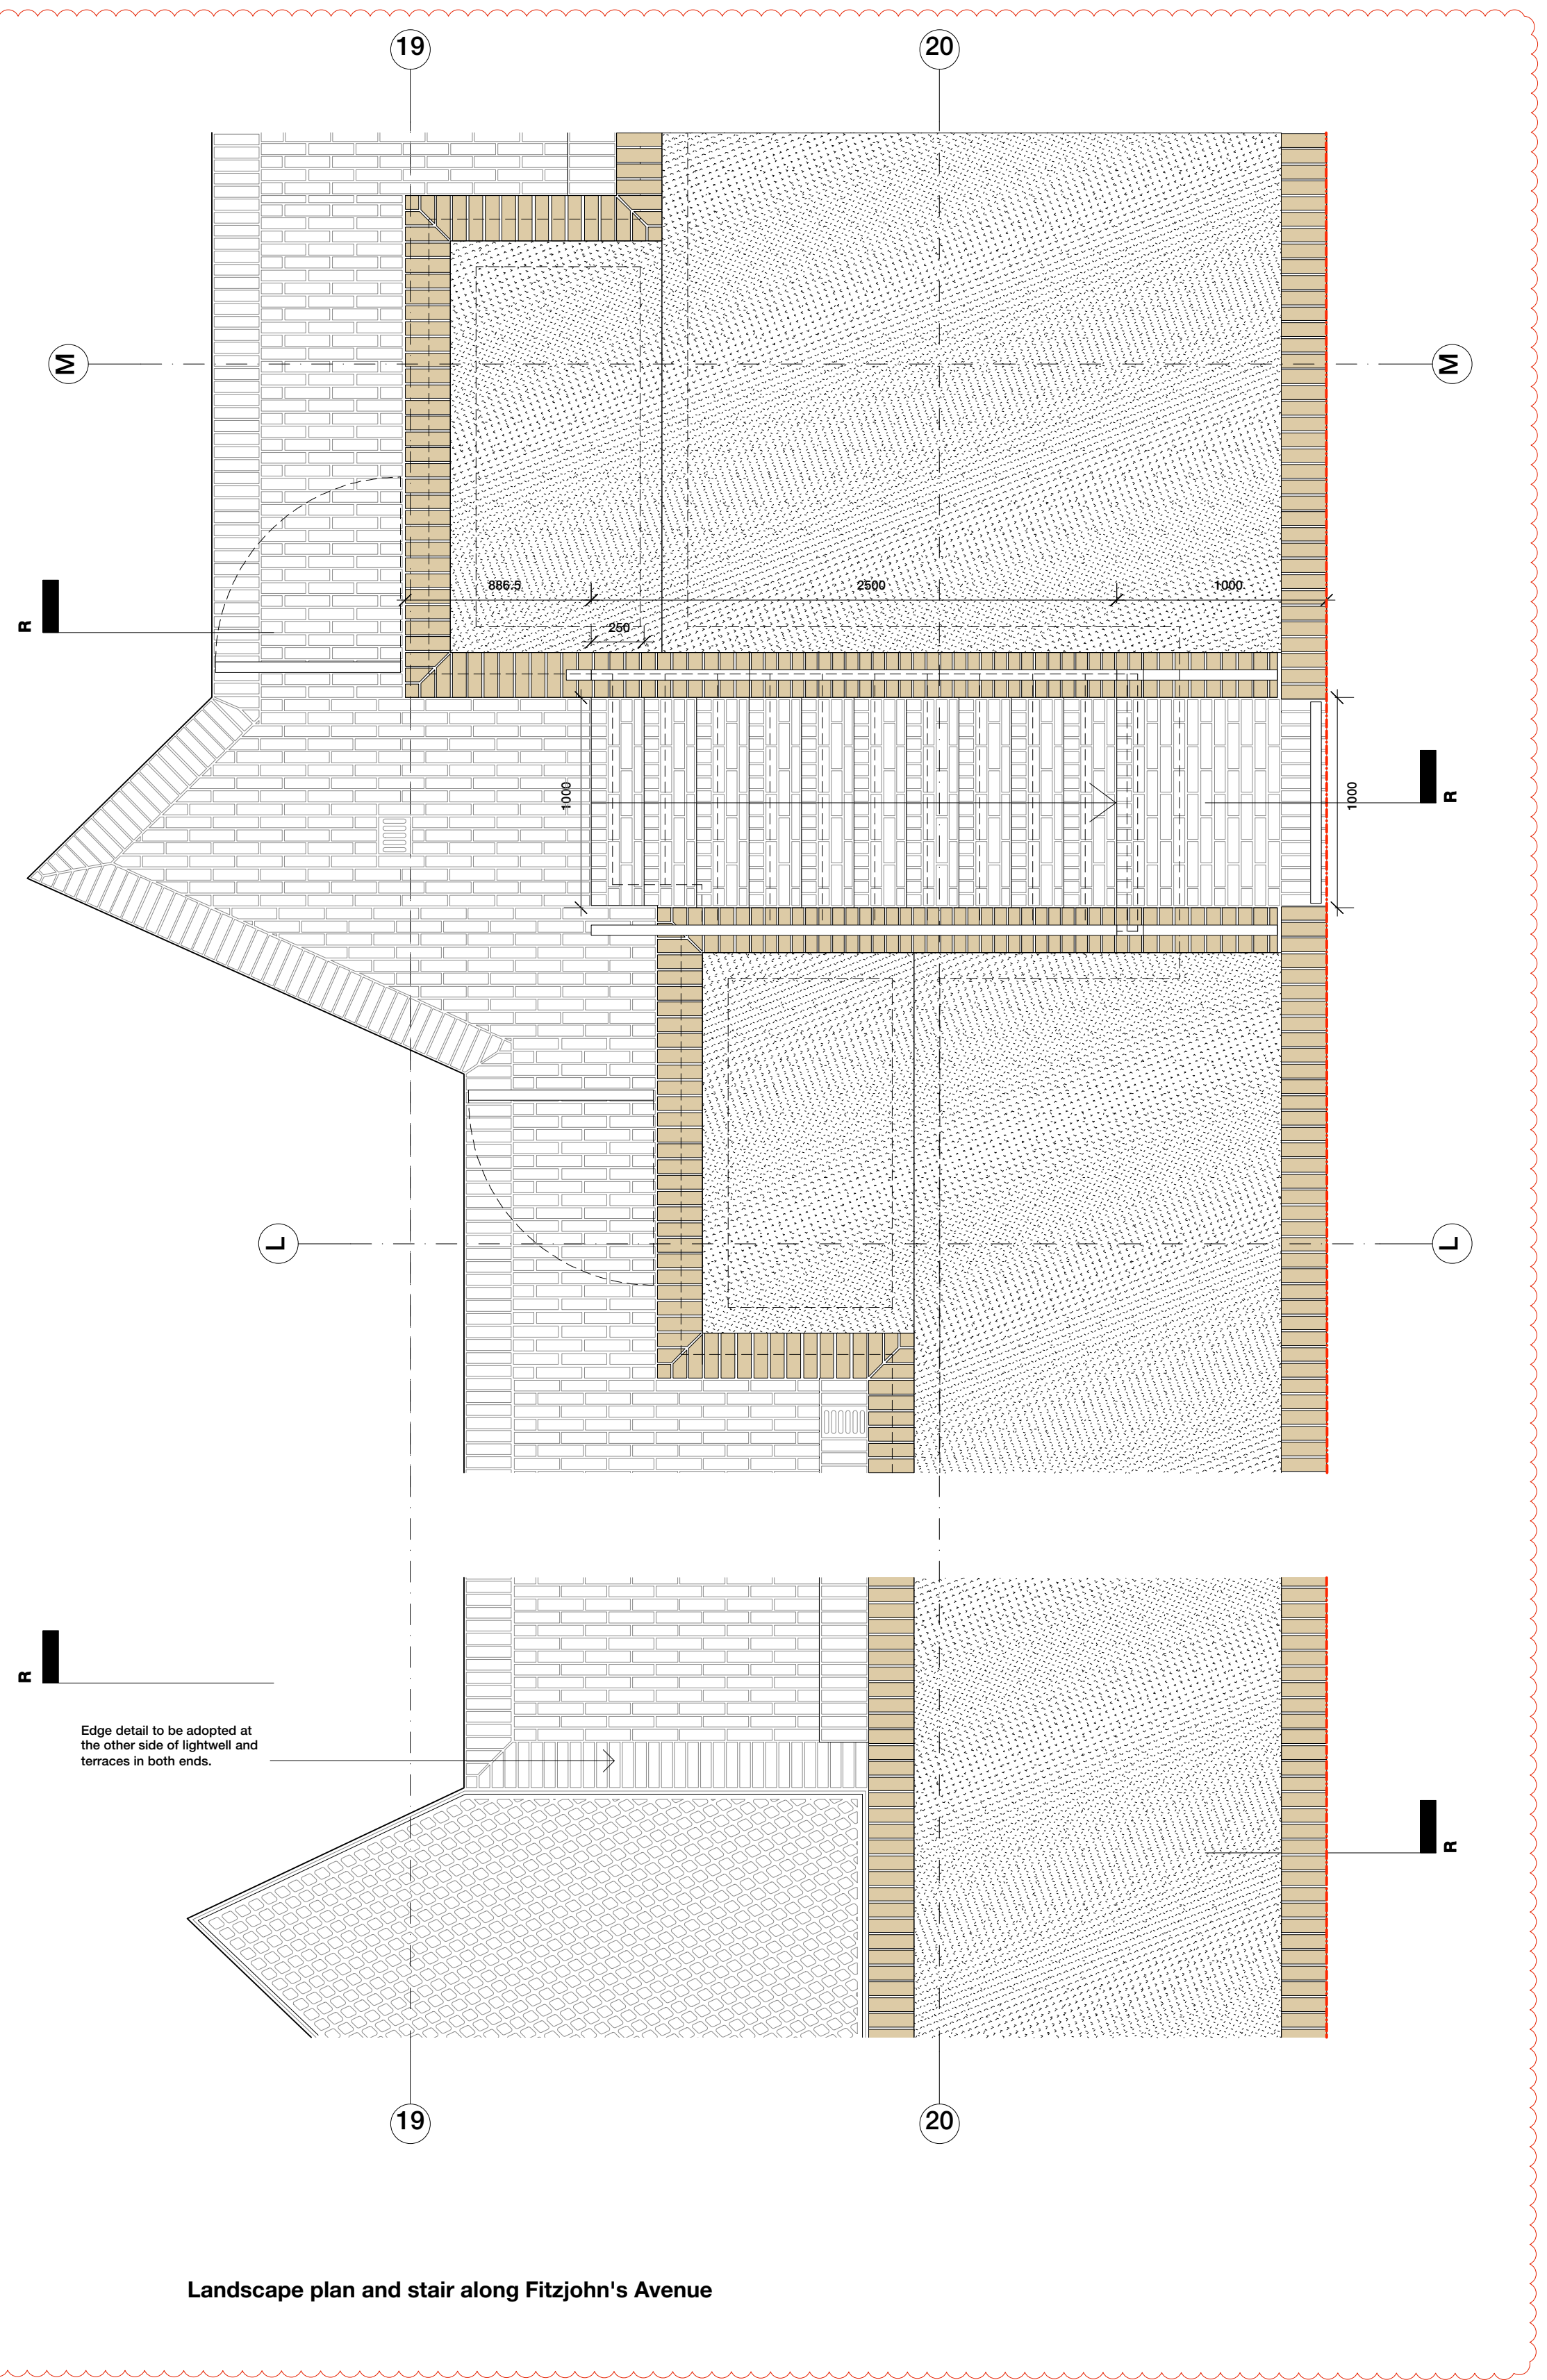 19
20
M
M
886.5
2500
1000
250
R
1000
1000
R
L
L
R
Edge detail to be adopted at
the other side of lightwell and
terraces in both ends.
R
19
20
Landscape plan and stair along Fitzjohn's Avenue